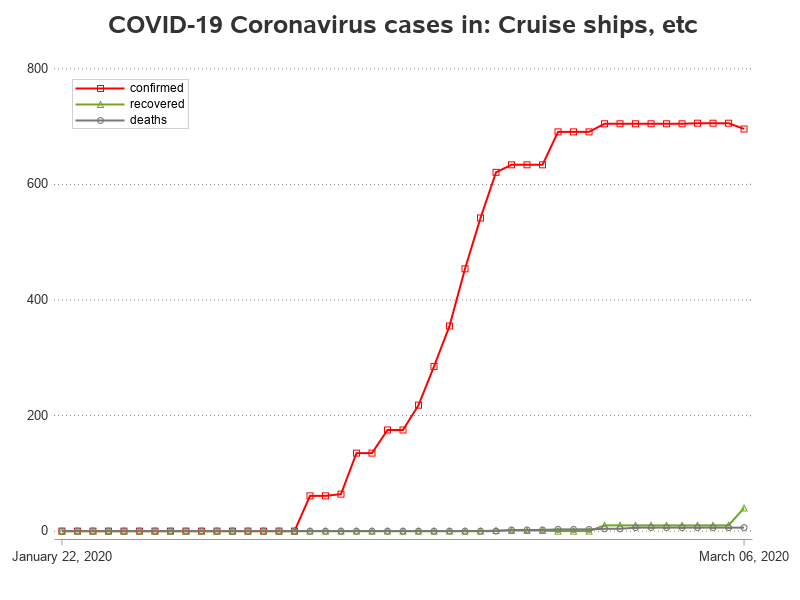 COVID-19 Coronavirus cases in: Cruise ships, etc
800
confirmed
recovered
deaths
600
400
200
0
January 22, 2020
March 06, 2020